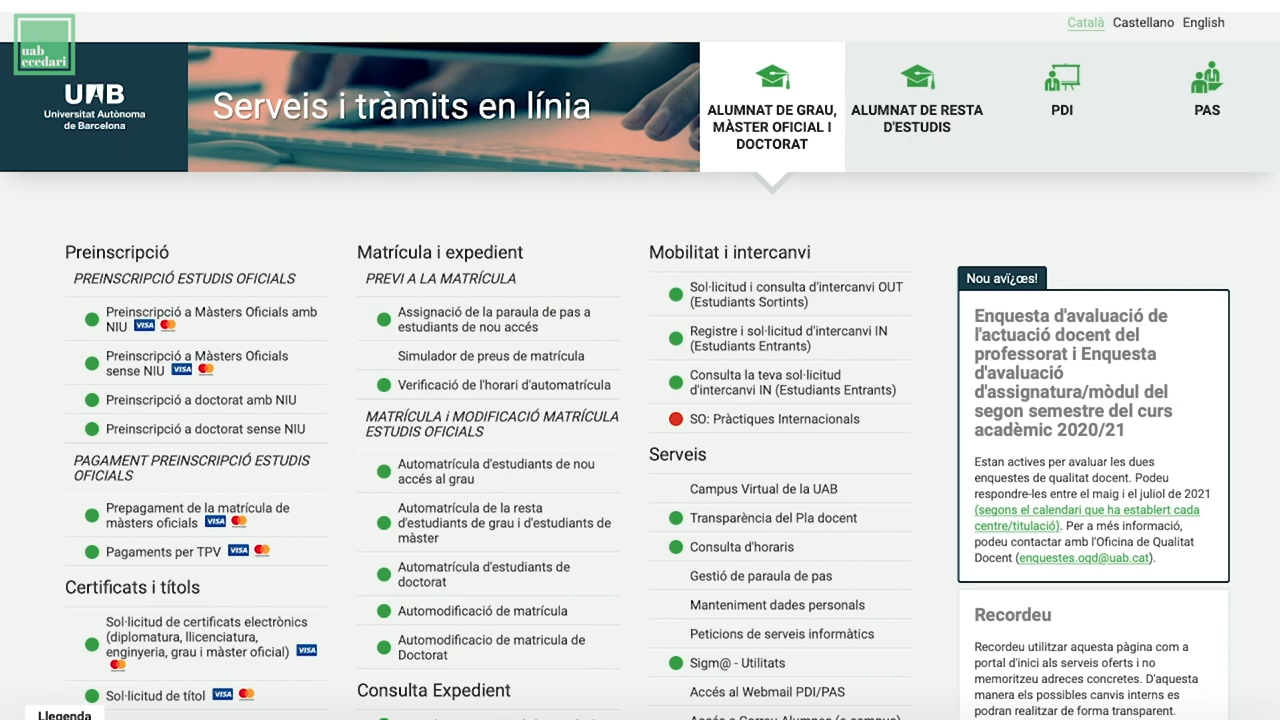 Català Castellano English
uab
ecedari
UAB
Universitat Autònoma
de Barcelona
Serveis i tràmits en línia
ALUMNAT DE GRAU,
MÀSTER OFICIAL I
DOCTORAT
ALUMNAT DE RESTA
D'ESTUDIS
PDI
PAS
Preinscripció
PREINSCRIPCIÓ ESTUDIS OFICIALS
Preinscripció a Màsters Oficials amb
NIU VISA
Preinscripció a Màsters Oficials
sense NIU VISA
Preinscripció a doctorat amb NIU
Preinscripció a doctorat sense NIU
PAGAMENT PREINSCRIPCIÓ ESTUDIS
OFICIALS
Prepagament de la matrícula de
màsters oficials VISA
Pagaments per TPV VISA
Certificats i títols
Sol·licitud de certificats electrònics
(diplomatura, llicenciatura,
enginyeria, grau i màster oficial) VISA
Sol·licitud de títol VISA
Llegenda
Matrícula i expedient
PREVI A LA MATRÍCULA
Assignació de la paraula de pas a
estudiants de nou accés
Simulador de preus de matrícula
Verificació de l'horari d'automatrícula
MATRÍCULA i MODIFICACIÓ MATRÍCULA
ESTUDIS OFICIALS
Automatrícula d'estudiants de nou
accés al grau
Automatrícula de la resta
d'estudiants de grau i d'estudiants de
màster
Automatrícula d'estudiants de
doctorat
Automodificació de matrícula
Automodificacio de matricula de
Doctorat
Consulta Expedient
Mobilitat i intercanvi
Sol·licitud i consulta d'intercanvi OUT
(Estudiants Sortints)
Registre i sol·licitud d'intercanvi IN
(Estudiants Entrants)
Consulta la teva sol·licitud
d'intercanvi IN (Estudiants Entrants)
SO: Pràctiques Internacionals
Serveis
Campus Virtual de la UAB
Transparència del Pla docent
Consulta d'horaris
Gestió de paraula de pas
Manteniment dades personals
Peticions de serveis informàtics
Sigm@ - Utilitats
Accés al Webmail PDI/PAS
Accés a Correu Alumnes (e-campus)
Nou avï¿œs!
Enquesta d'avaluació de
l'actuació docent del
professorat i Enquesta
d'avaluació
d'assignatura/mòdul del
segon semestre del curs
acadèmic 2020/21
Estan actives per avaluar les dues
enquestes de qualitat docent. Podeu
respondre-les entre el maig i el juliol de 2021
(segons el calendari que ha establert cada
centre/titulació). Per a més informació,
podeu contactar amb l'Oficina de Qualitat
Docent (enquestes.oqd@uab.cat).
Recordeu
Recordeu utilitzar aquesta pàgina com a
portal d'inici als serveis oferts i no
memoritzeu adreces concretes. D'aquesta
manera els possibles canvis interns es
podran realitzar de forma transparent.